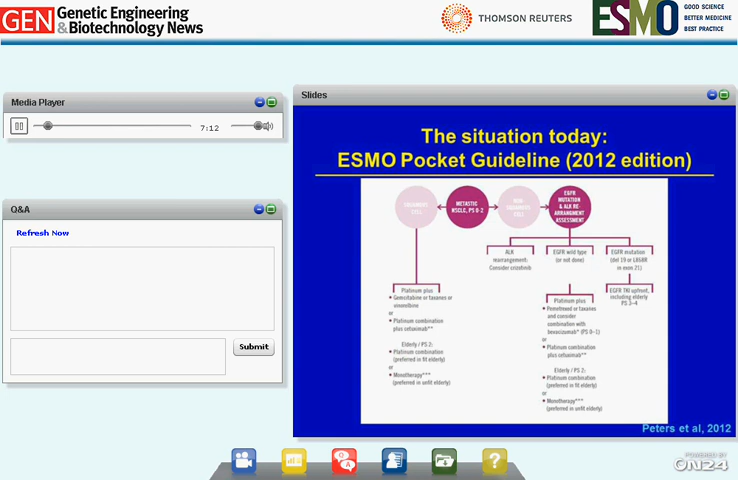 GEN Genetic Engineering
& Biotechnology News
THOMSON REUTERS
ESMO
GOOD SCIENCE
BETTER MEDICINE
BEST PRACTICE
Media Player
7:12
Q&A
Refresh Now
Submit
Slides
The situation today:
ESMO Pocket Guideline (2012 edition)
SQUAMOUS
CELL
METASTIC
NSCLC, PS 0-2
NON
SQUAMOUS
CELL
EGFR
MUTATION
& ALK RE-
ARRANGMENT
ASSESSMENT
ALK
rearrangement:
Consider crizotinib
EGFR wild type
(or not done)
EGFR mutation
(del 19 or L858R
in exon 21)
EGFR TKI upfront,
including elderly
PS 3–4
Platinum plus
• Gemcitabine or taxanes or
vinorelbine
or
• Platinum combination
plus cetuximab**
Elderly / PS 2:
• Platinum combination
(preferred in fit elderly)
or
• Monotherapy***
(preferred in unfit elderly)
Platinum plus
• Pemetrexed or taxanes
and consider
combination with
bevacizumab* (PS 0–1)
or
• Platinum combination
plus cetuximab**
Elderly / PS 2:
• Platinum combination
(preferred in fit elderly)
or
• Monotherapy***
(preferred in unfit elderly)
Peters et al, 2012
Q
A
?
POWERED BY
ON24